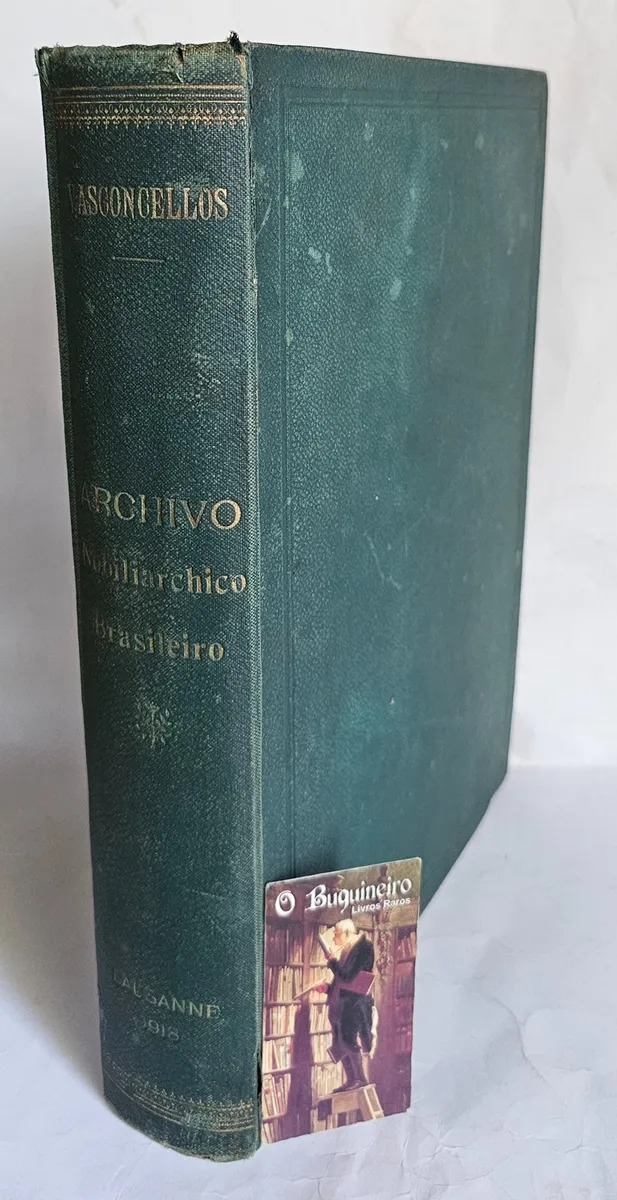 VASCONCELLOS
ARCHIVO
Nobiliarchico
Brasileiro
LAUSANNE
1918
O Buquineiro
Livros Raros